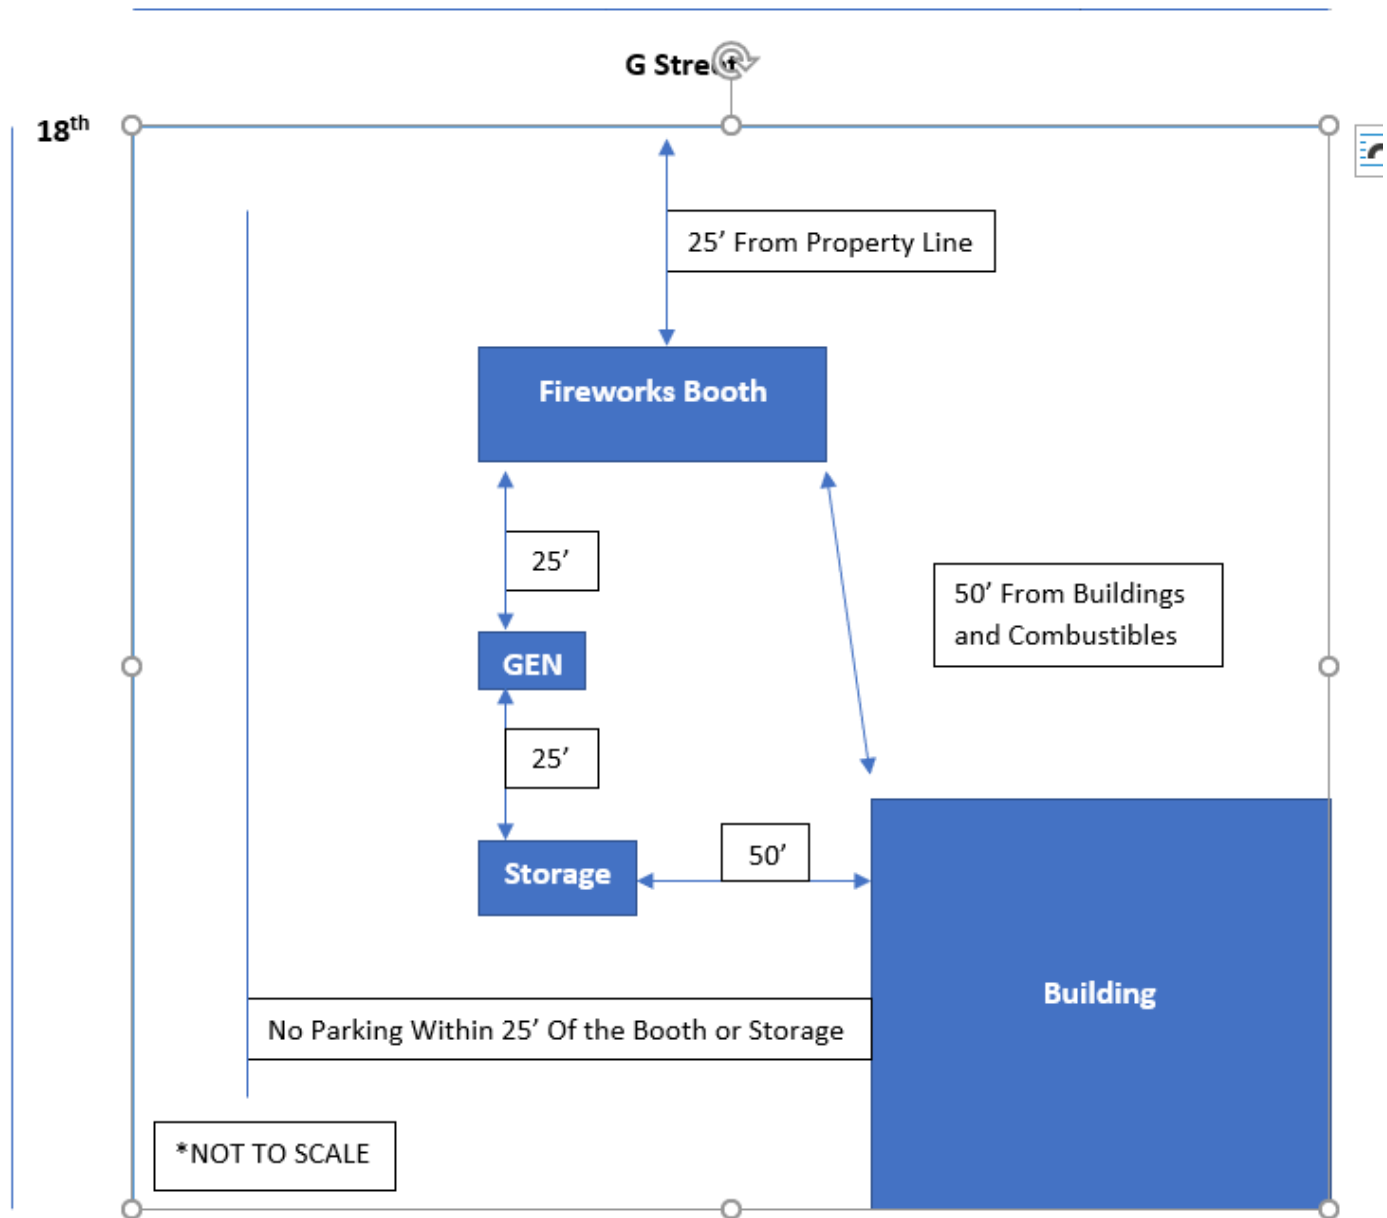 G Street
18th
25’ From Property Line
Fireworks Booth
25’
50’ From Buildings
and Combustibles
GEN
25’
50’
Storage
Building
No Parking Within 25’ Of the Booth or Storage
*NOT TO SCALE